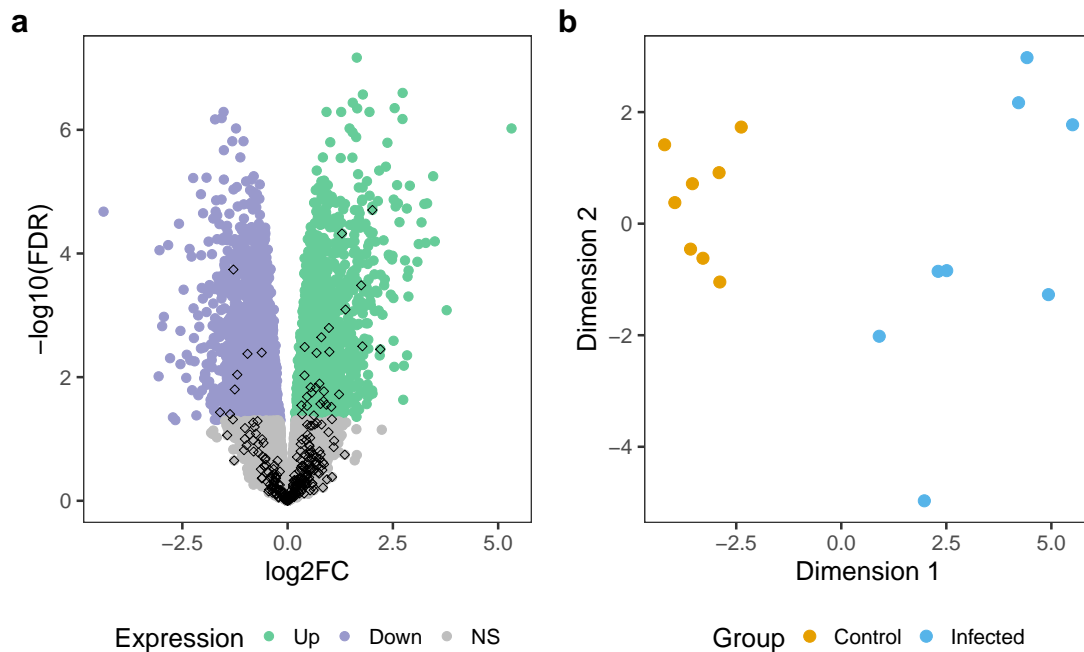 a
−log10(FDR)
6
4
2
0
−2.5 0.0 2.5 5.0
log2FC
Expression Up Down NS
b
Dimension 2
2
0
−2
−4
−2.5 0.0 2.5 5.0
Dimension 1
Group Control Infected